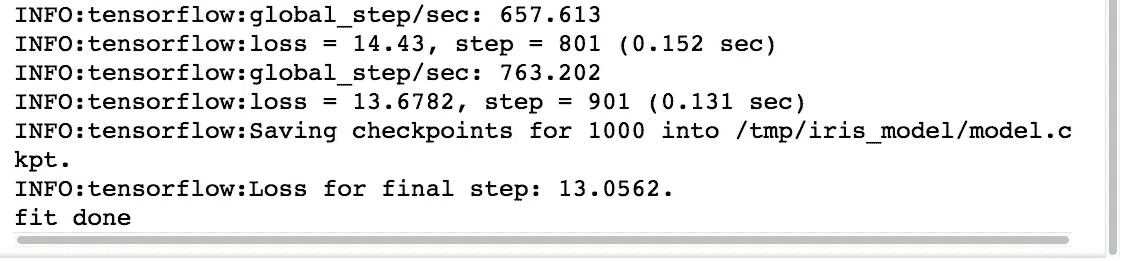 INFO:tensorflow:global_step/sec: 657.613
INFO:tensorflow:loss = 14.43, step = 801 (0.152 sec)
INFO:tensorflow:global_step/sec: 763.202
INFO:tensorflow:loss = 13.6782, step = 901 (0.131 sec)
INFO:tensorflow:Saving checkpoints for 1000 into /tmp/iris_model/model.c
kpt.
INFO:tensorflow:Loss for final step: 13.0562.
fit done